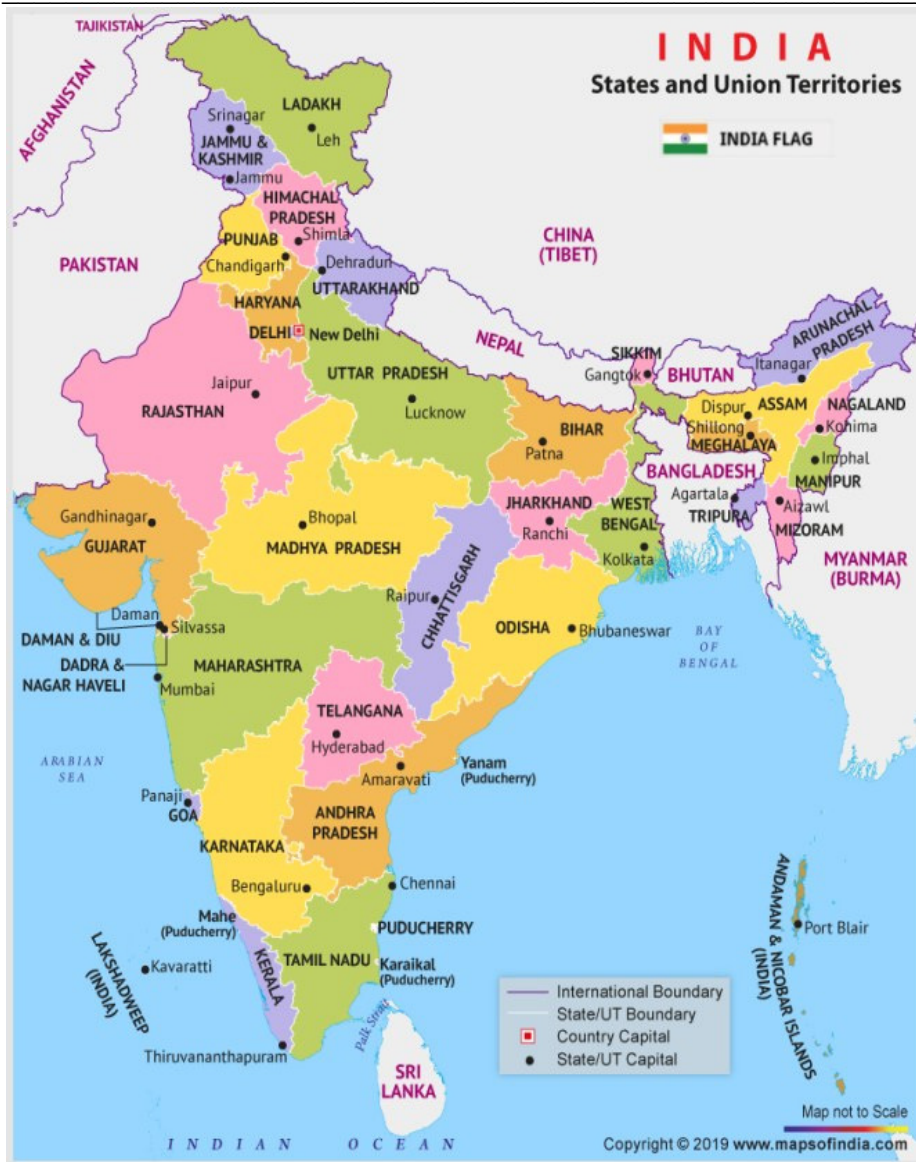 TAJIKISTAN
AFGHANISTAN
INDIA
States and Union Territories
INDIA FLAG
LADAKH
Srinagar
Leh
JAMMU &
KASHMIR
Jammu
HIMACHAL
PRADESH
Shimla
PUNJAB
Chandigarh
CHINA
(TIBET)
PAKISTAN
Dehradun
UTTARAKHAND
HARYANA
DELHI
New Delhi
NEPAL
SIKKIM
Gangtok
BHUTAN
ARUNACHAL
PRADESH
Itanagar
UTTAR PRADESH
Jaipur
RAJASTHAN
Lucknow
Dispur
ASSAM
NAGALAND
Shillong
MEGHALAYA
Kohima
BIHAR
Patna
BANGLADESH
Imphal
MANIPUR
Agartala
TRIPURA
Aizawl
MIZORAM
MYANMAR
(BURMA)
JHARKHAND
Ranchi
WEST
BENGAL
Kolkata
Gandhinagar
GUJARAT
Bhopal
MADHYA PRADESH
CHHATTISGARH
Raipur
ODISHA
Bhubaneswar
BAY
OF
BENGAL
Daman
DAMAN & DIU
Silvassa
DADRA &
NAGAR HAVELI
MAHARASHTRA
Mumbai
TELANGANA
Hyderabad
ARABIAN
SEA
Amaravati
Yanam
(Puducherry)
Panaji
GOA
ANDHRA
PRADESH
KARNATAKA
Bengaluru
Chennai
Mahe
(Puducherry)
PUDUCHERRY
LAKSHADWEEP
(INDIA)
Kavaratti
KERALA
TAMIL NADU
Karaikal
(Puducherry)
Palk Strait
Thiruvananthapuram
SRI
LANKA
ANDAMAN & NICOBAR ISLANDS
(INDIA)
Port Blair
International Boundary
State/UT Boundary
Country Capital
State/UT Capital
Map not to Scale
INDIAN OCEAN
Copyright © 2019 www.mapsofindia.com